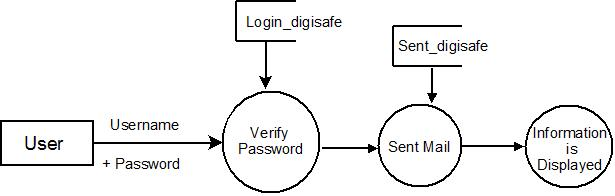 Login_digisafe
Sent_digisafe
User
Username
+ Password
Verify
Password
Sent Mail
Information
is
Displayed